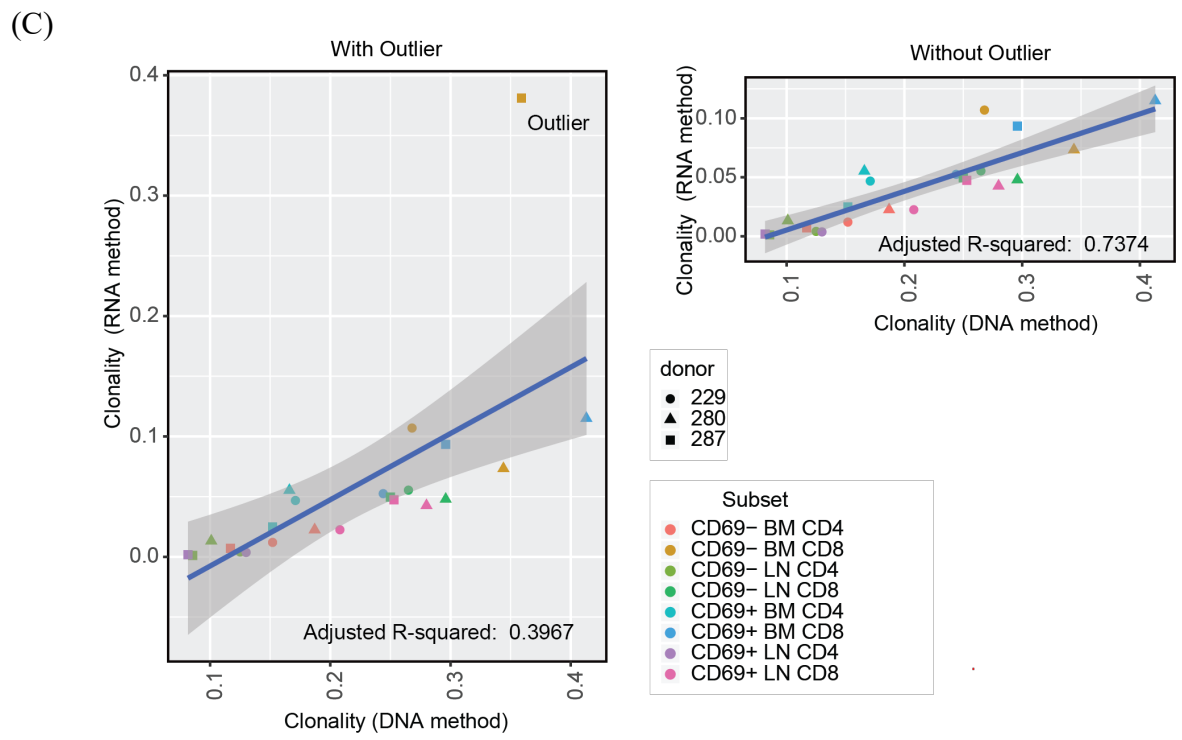 (C)
With Outlier
0.4
0.3
0.2
0.1
0.0
Clonality (RNA method)
Outlier
Adjusted R-squared: 0.3967
0.1
0.2
0.3
0.4
Clonality (DNA method)
Without Outlier
0.10
0.05
0.00
Clonality (RNA method)
Adjusted R-squared: 0.7374
0.1
0.2
0.3
0.4
Clonality (DNA method)
donor
229
280
287
Subset
CD69− BM CD4
CD69− BM CD8
CD69− LN CD4
CD69− LN CD8
CD69+ BM CD4
CD69+ BM CD8
CD69+ LN CD4
CD69+ LN CD8